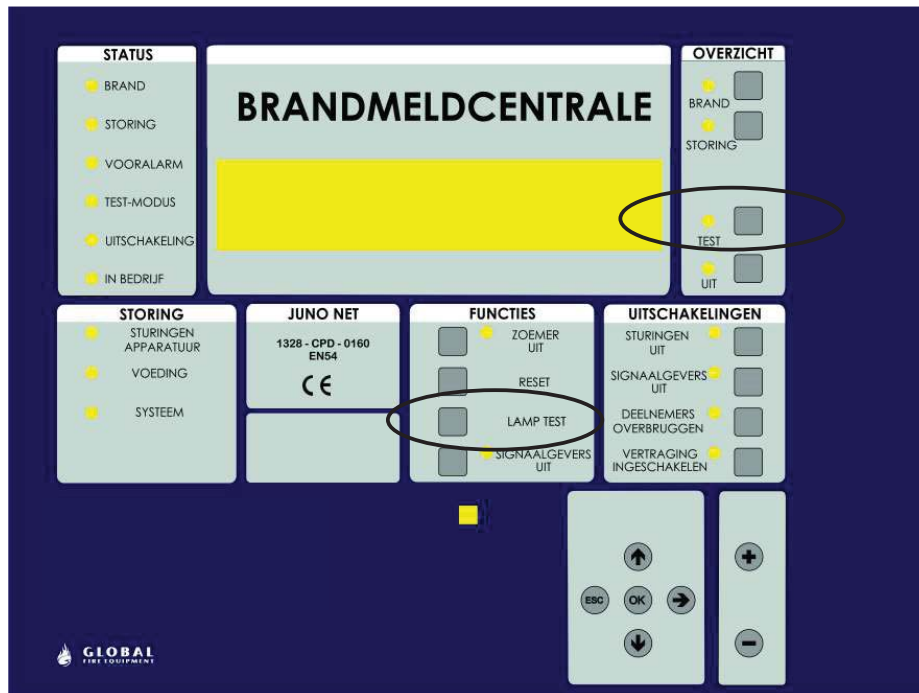 STATUS
BRAND
STORING
VOORALARM
TEST-MODUS
UITSCHAKELING
IN BEDRIJF
BRANDMELDCENTRALE
OVERZICHT
BRAND
STORING
TEST
UIT
STORING
STURINGEN
APPARATUUR
VOEDING
SYSTEEM
JUNO NET
1328 - CPD - 0160
EN54
CE
FUNCTIES
ZOEMER
UIT
RESET
LAMP TEST
SIGNAALGEVERS
UIT
UITSCHAKELINGEN
STURINGEN
UIT
SIGNAALGEVERS
UIT
DEELNEMERS
OVERBRUGGEN
VERTRAGING
INGESCHAKELEN
ESC
OK
+
−
GLOBAL
FIRE EQUIPMENT